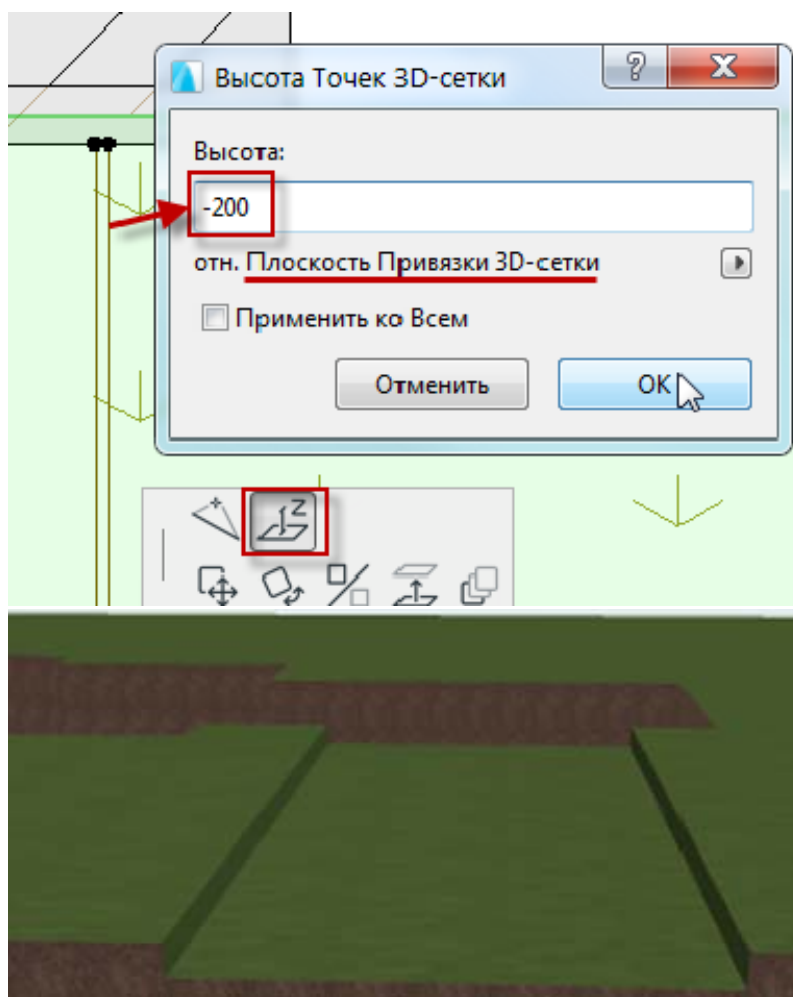 Высота Точек 3D-сетки
Высота:
-200
отн. Плоскость Привязки 3D-сетки
Применить ко Всем
Отменить OK
Z